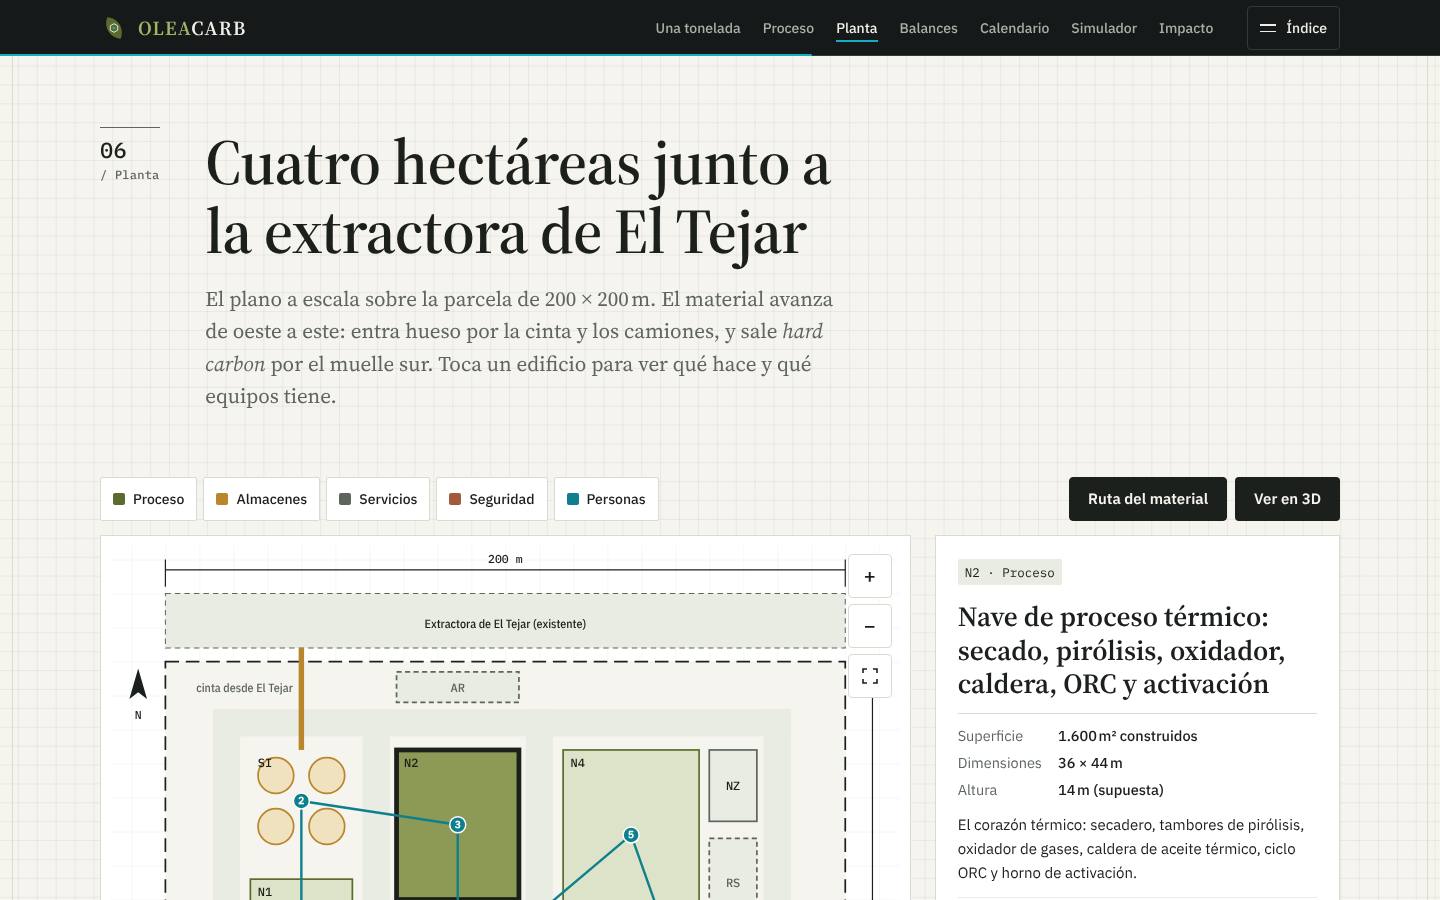 OLEACARB
Una tonelada
Proceso
Planta
Balances
Calendario
Simulador
Impacto
Índice
06
/ Planta
Cuatro hectáreas junto a
la extractora de El Tejar
El plano a escala sobre la parcela de 200 × 200 m. El material avanza
de oeste a este: entra hueso por la cinta y los camiones, y sale hard
carbon por el muelle sur. Toca un edificio para ver qué hace y qué
equipos tiene.
Proceso
Almacenes
Servicios
Seguridad
Personas
Ruta del material
Ver en 3D
200 m
+
−
Extractora de El Tejar (existente)
cinta desde El Tejar
AR
N
SI
N2
N4
NZ
2
3
5
RS
N1
N2 · Proceso
Nave de proceso térmico:
secado, pirólisis, oxidador,
caldera, ORC y activación
Superficie 1.600 m² construidos
Dimensiones 36 × 44 m
Altura 14 m (supuesta)
El corazón térmico: secadero, tambores de pirólisis,
oxidador de gases, caldera de aceite térmico, ciclo
ORC y horno de activación.